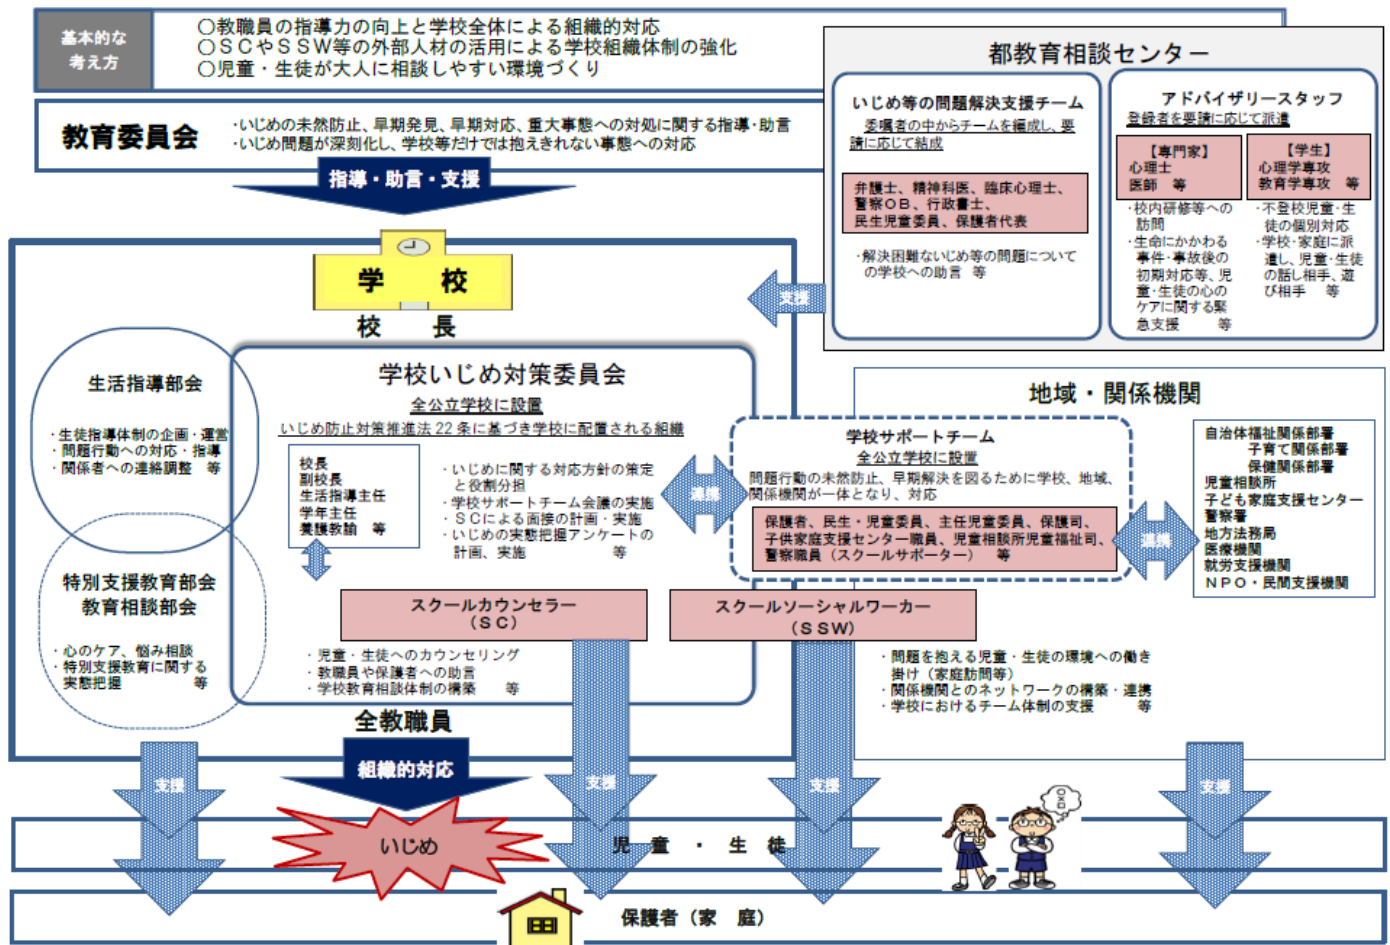 基本的な
考え方
○教職員の指導力の向上と学校全体による組織的対応
○ＳＣやＳＳＷ等の外部人材の活用による学校組織体制の強化
○児童・生徒が大人に相談しやすい環境づくり
教育委員会
・いじめの未然防止、早期発見、早期対応、重大事態への対処に関する指導・助言
・いじめ問題が深刻化し、学校等だけでは抱えきれない事態への対応
指導・助言・支援
都教育相談センター
いじめ等の問題解決支援チーム
委嘱者の中からチームを編成し、要
請に応じて結成
弁護士、精神科医、臨床心理士、
警察ＯＢ、行政書士、
民生児童委員、保護者代表
・解決困難ないじめ等の問題について
の学校への助言 等
アドバイザリースタッフ
登録者を要請に応じて派遣
【専門家】
心理士
医師　等
・校内研修等への
訪問
・生命にかかわる
事件・事故後の
初期対応等、児
童・生徒の心の
ケアに関する緊
急支援　　等
【学生】
心理学専攻
教育学専攻　等
・不登校児童・生
徒の個別対応
・学校・家庭に派
遣し、児童・生徒
の話し相手、遊
び相手　等
支援
学　校
校　長
生活指導部会
・生徒指導体制の企画・運営
・問題行動への対応・指導
・関係者への連絡調整　等
特別支援教育部会
教育相談部会
・心のケア、悩み相談
・特別支援教育に関する
実態把握　　　　等
学校いじめ対策委員会
全公立学校に設置
いじめ防止対策推進法22条に基づき学校に配置される組織
校長
副校長
生活指導主任
学年主任
養護教諭　等
・いじめに関する対応方針の策定
と役割分担
・学校サポートチーム会議の実施
・ＳＣによる面接の計画・実施
・いじめの実態把握アンケートの
計画、実施　　　　　　等
連携
学校サポートチーム
全公立学校に設置
問題行動の未然防止、早期解決を図るために学校、地域、
関係機関が一体となり、対応
保護者、民生・児童委員、主任児童委員、保護司、
子供家庭支援センター職員、児童相談所児童福祉司、
警察職員（スクールサポーター）　等
連携
地域・関係機関
自治体福祉関係部署
子育て関係部署
保健関係部署
児童相談所
子ども家庭支援センター
警察署
地方法務局
医療機関
就労支援機関
ＮＰＯ・民間支援機関
スクールカウンセラー
（ＳＣ）
・児童・生徒へのカウンセリング
・教職員や保護者への助言
・学校教育相談体制の構築　等
スクールソーシャルワーカー
（ＳＳＷ）
・問題を抱える児童・生徒の環境への働き
掛け（家庭訪問等）
・関係機関とのネットワークの構築・連携
・学校におけるチーム体制の支援　　等
全教職員
組織的対応
支援
支援
支援
支援
いじめ
児　童　・　生　徒
保護者（家　庭）